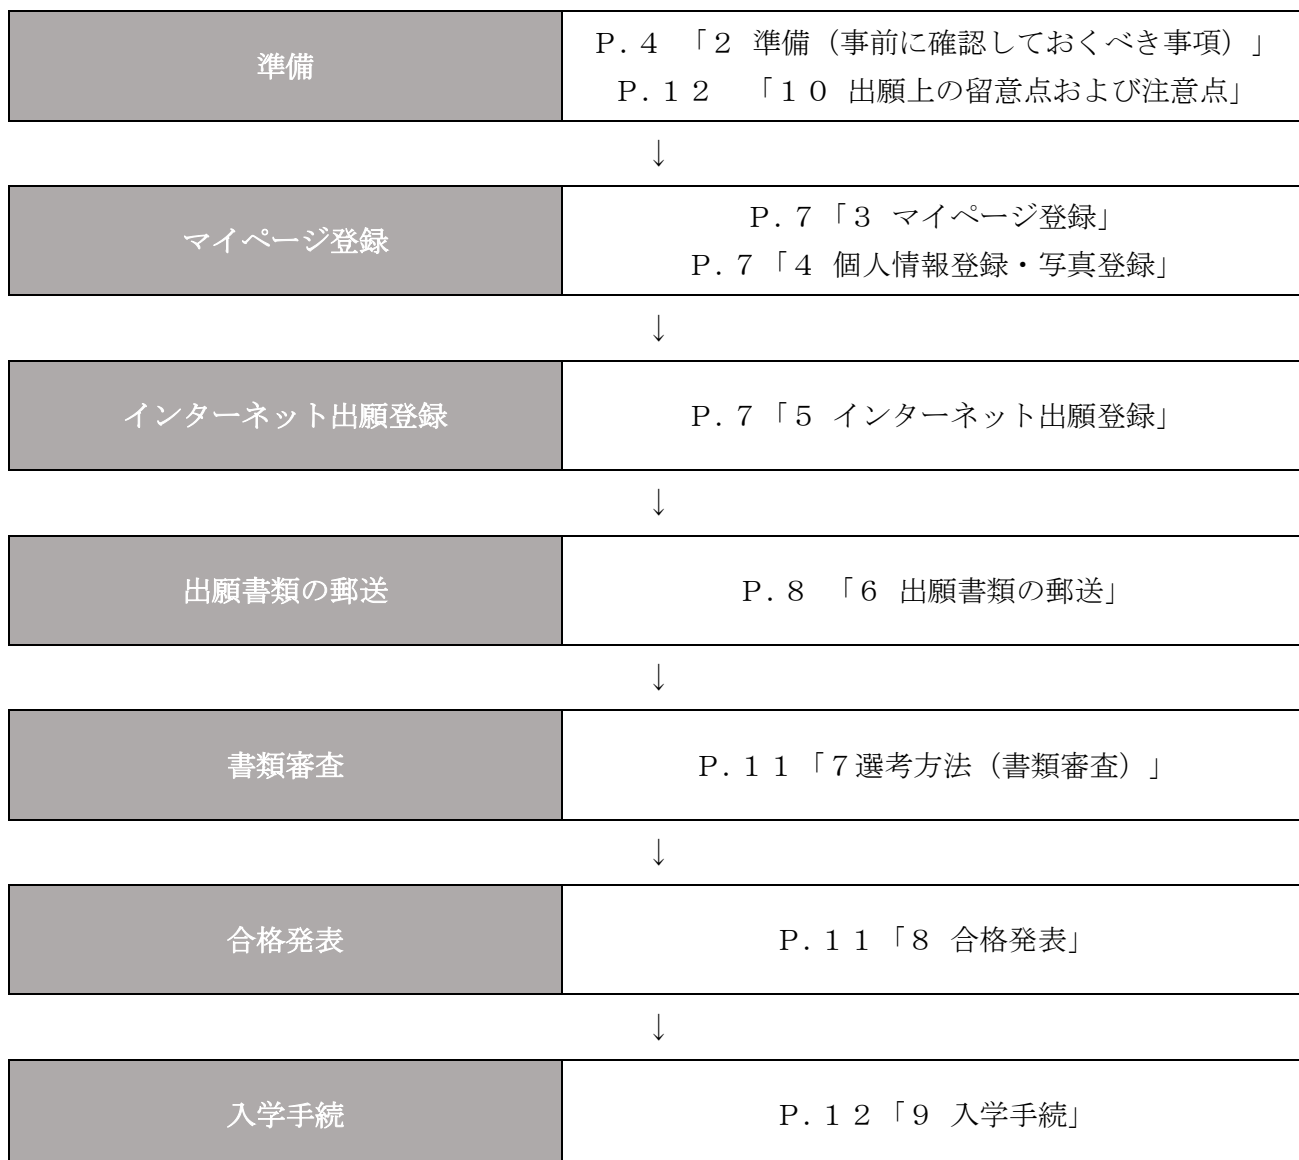 準備
Ｐ.４　「２ 準備（事前に確認しておくべき事項）」
Ｐ.１２　「１０ 出願上の留意点および注意点」
↓
マイページ登録
Ｐ.７「３ マイページ登録」
Ｐ.７「４ 個人情報登録・写真登録」
↓
インターネット出願登録
Ｐ.７「５ インターネット出願登録」
↓
出願書類の郵送
Ｐ.８　「６ 出願書類の郵送」
↓
書類審査
Ｐ.１１「７選考方法（書類審査）」
↓
合格発表
Ｐ.１１「８ 合格発表」
↓
入学手続
Ｐ.１２「９ 入学手続」